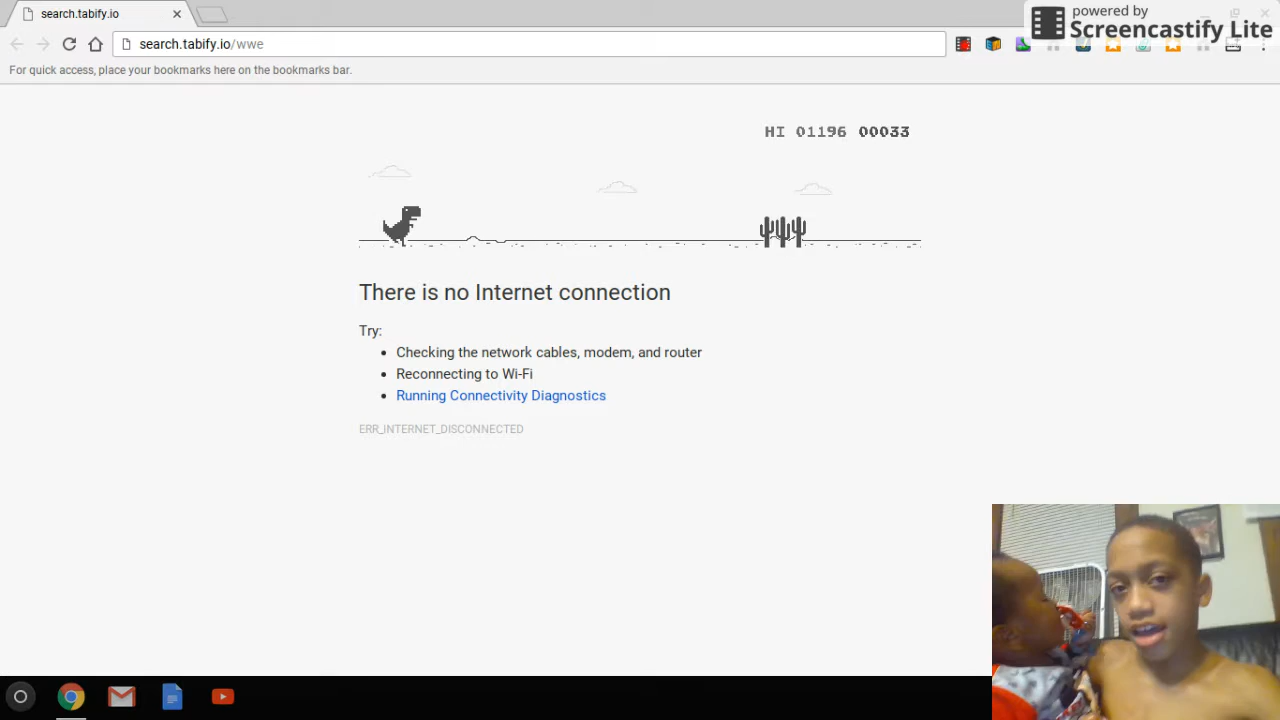 search.tabify.io
powered by
Screencastify Lite
search.tabify.io/wwe
For quick access, place your bookmarks here on the bookmarks bar.
HI 01196 00033
There is no Internet connection
Try:
Checking the network cables, modem, and router
Reconnecting to Wi-Fi
Running Connectivity Diagnostics
ERR_INTERNET_DISCONNECTED